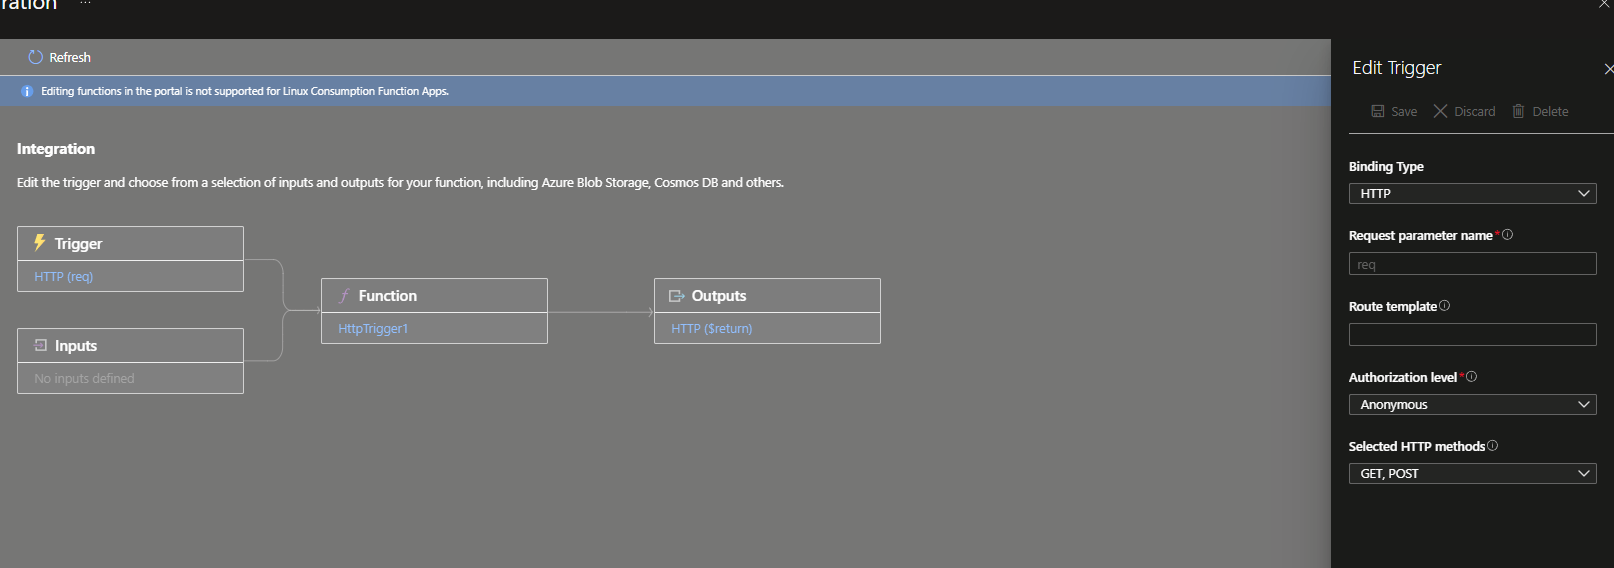 ration ...
Refresh
Editing functions in the portal is not supported for Linux Consumption Function Apps.
Integration
Edit the trigger and choose from a selection of inputs and outputs for your function, including Azure Blob Storage, Cosmos DB and others.
Trigger
HTTP (req)
Inputs
No inputs defined
Function
HttpTrigger1
Outputs
HTTP ($return)
Edit Trigger
Save Discard Delete
Binding Type
HTTP
Request parameter name *
req
Route template
Authorization level *
Anonymous
Selected HTTP methods
GET, POST